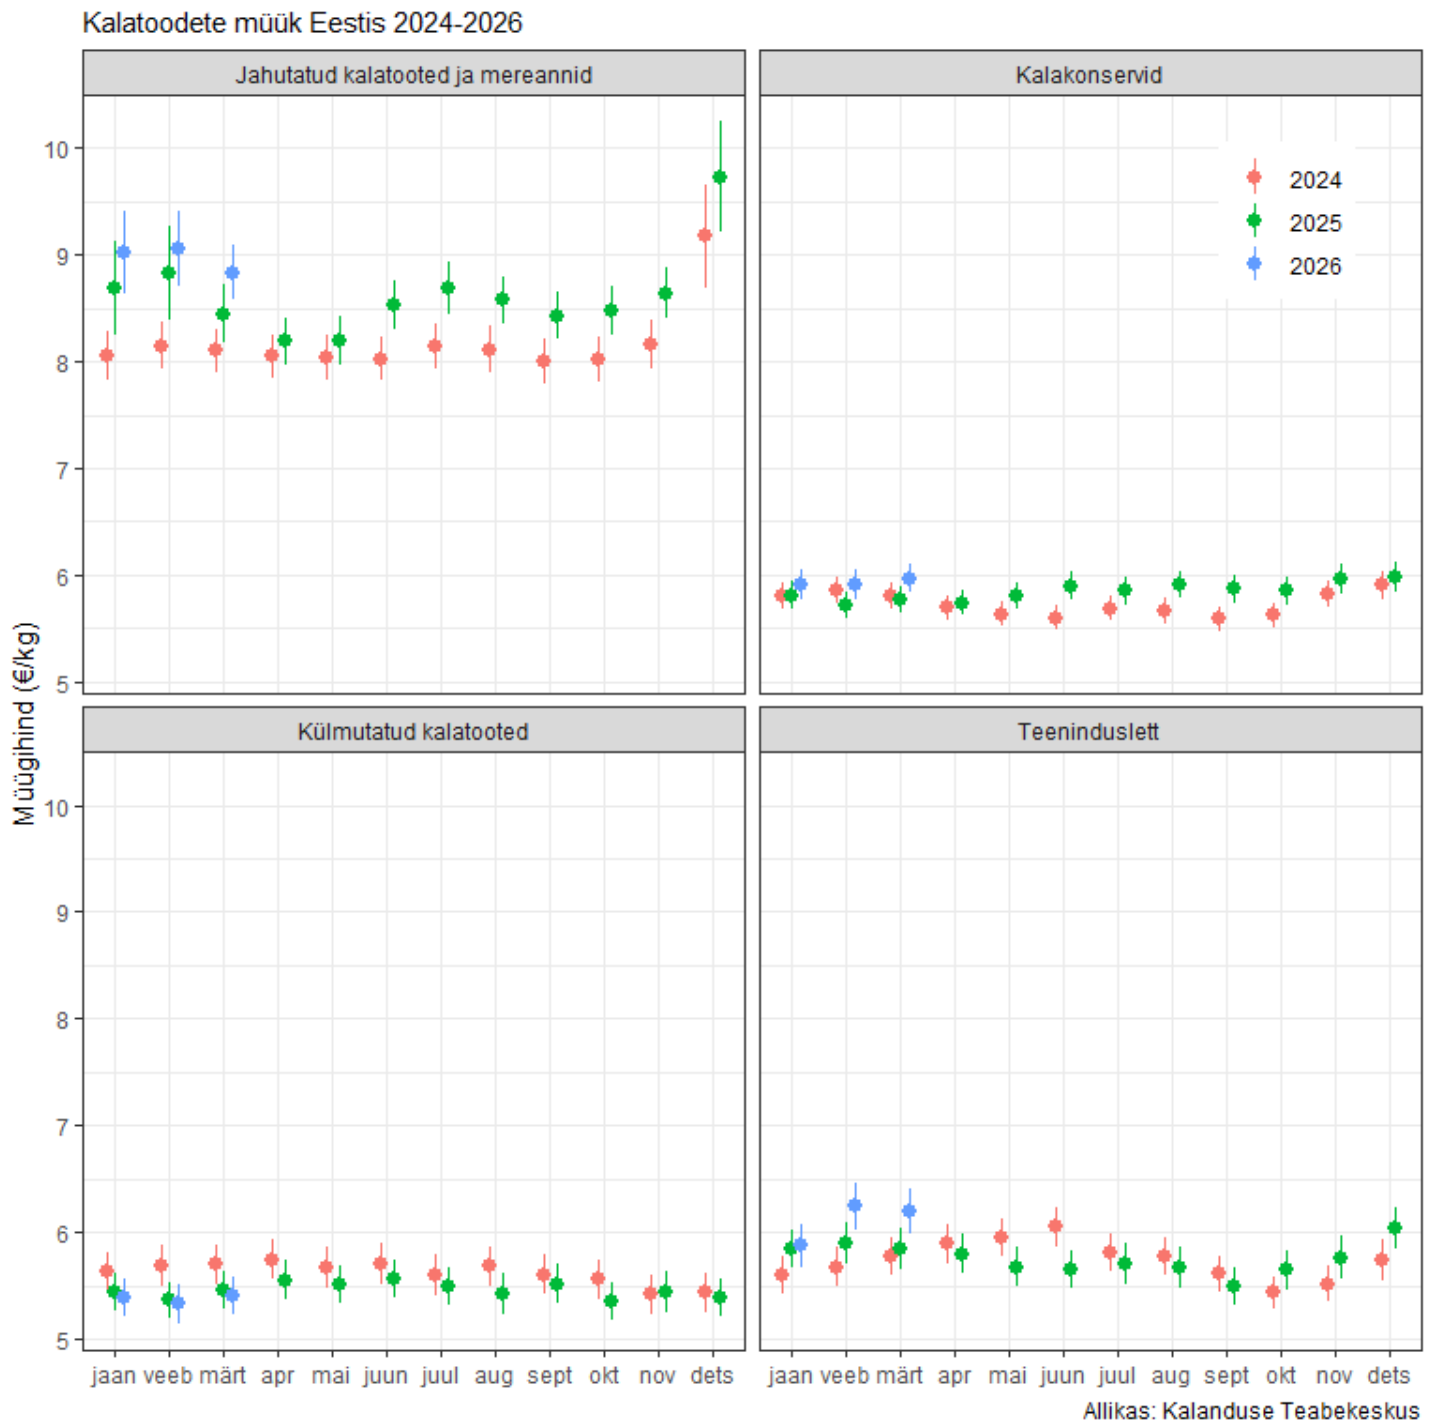 Kalatoodete müük Eestis 2024-2026
Jahutatud kalatooted ja mereannid
Kalakonservid
10
9
8
7
6
5
2024
2025
2026
Müügihind (€/kg)
Külmutatud kalatooted
Teeninduslett
10
9
8
7
6
5
jaan veeb märt apr mai juun juul aug sept okt nov dets
jaan veeb märt apr mai juun juul aug sept okt nov dets
Allikas: Kalanduse Teabekeskus